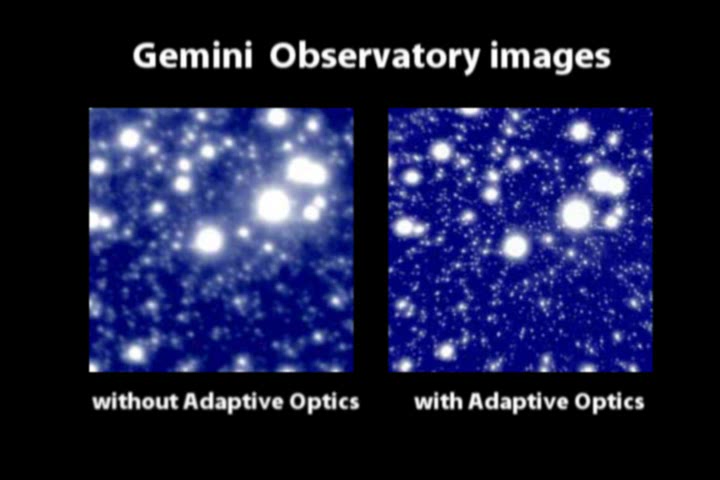 Gemini Observatory images
without Adaptive Optics
with Adaptive Optics